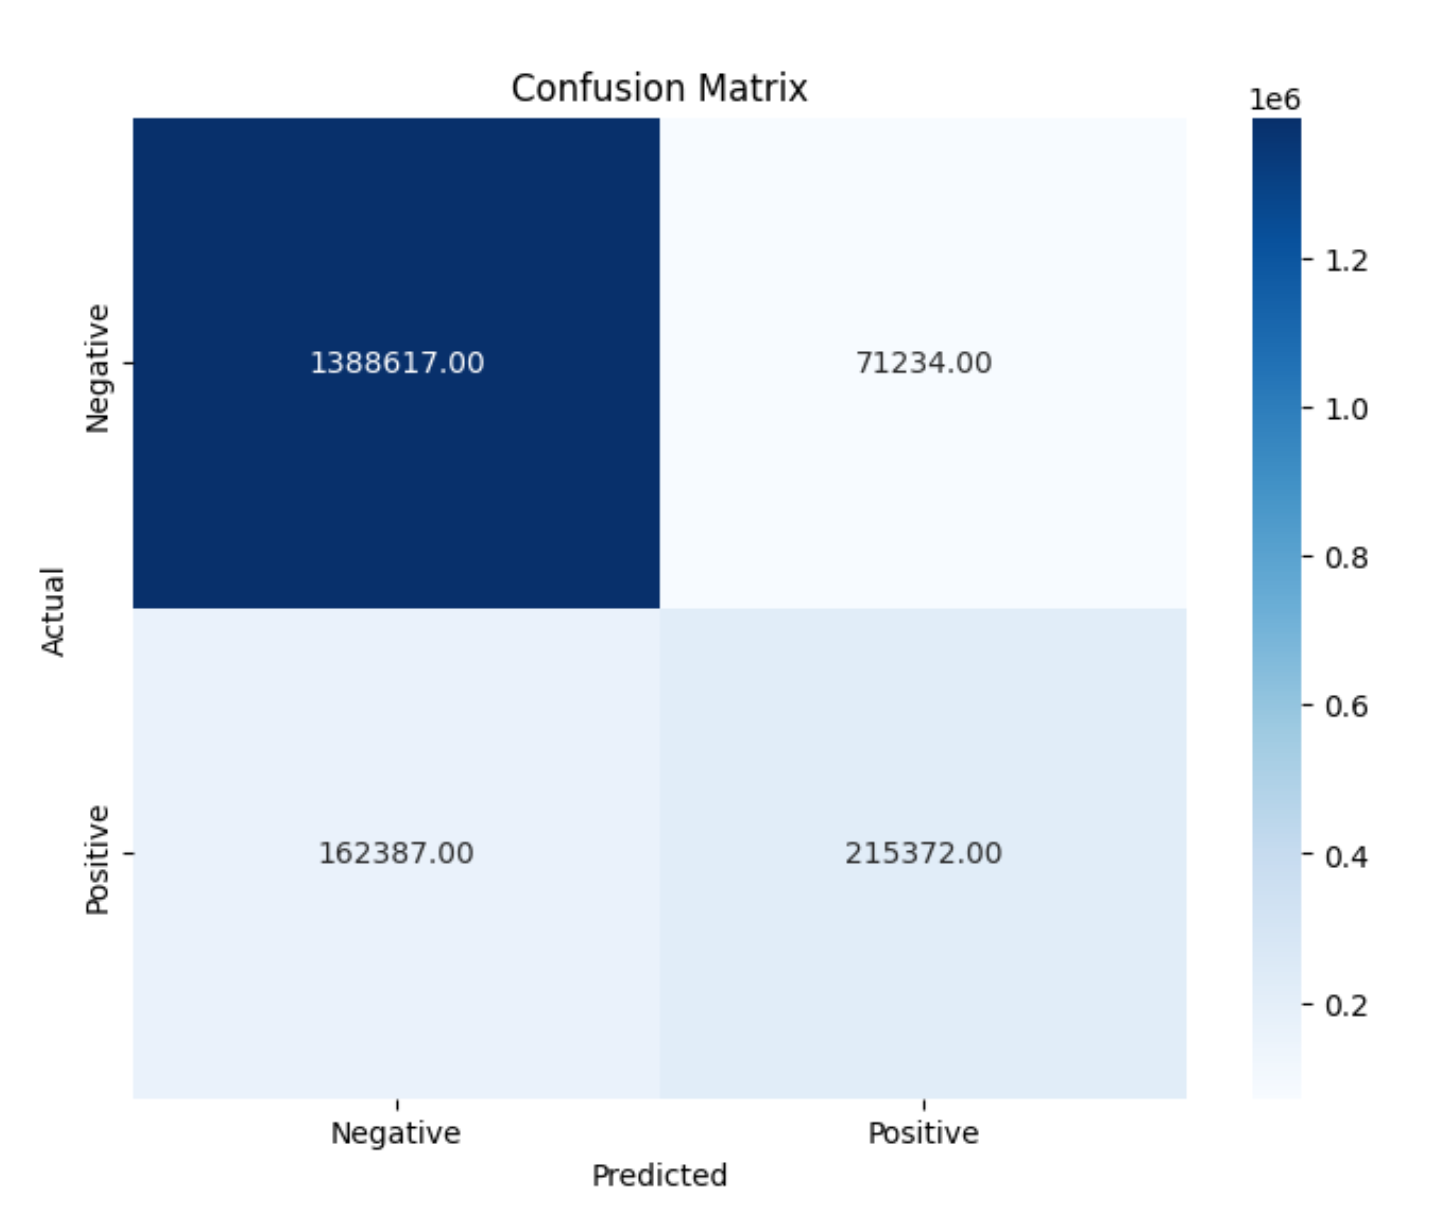 Confusion Matrix
1e6
Negative
1388617.00
71234.00
Actual
Positive
162387.00
215372.00
Negative
Positive
Predicted
1.2
1.0
0.8
0.6
0.4
0.2